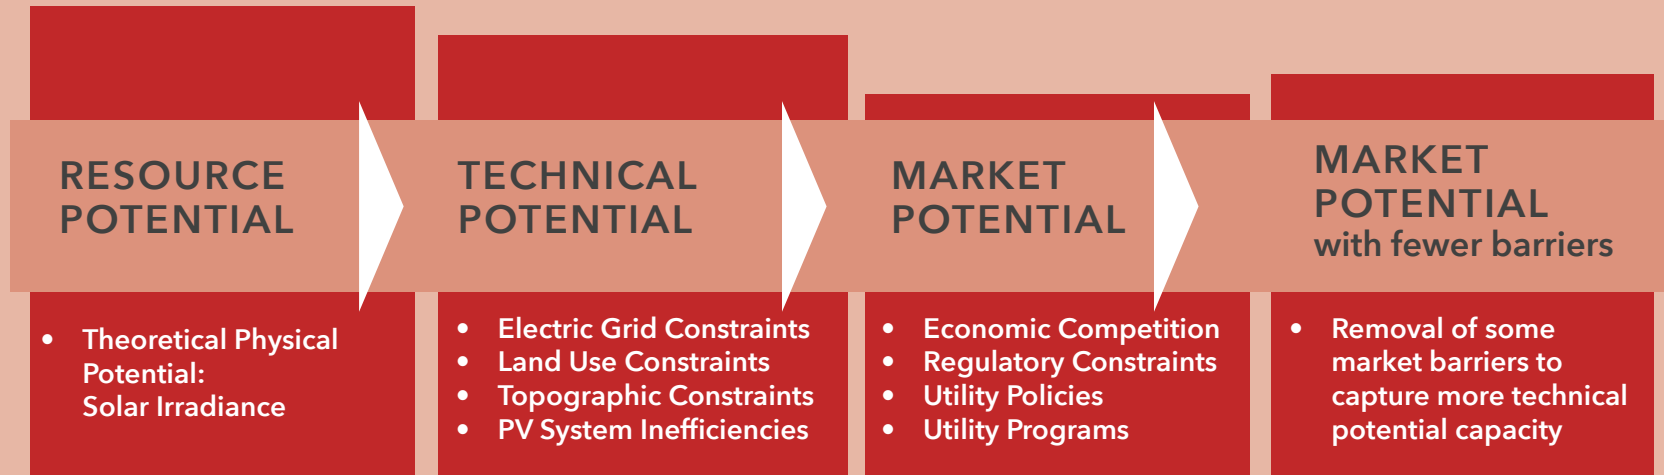 RESOURCE
POTENTIAL
• Theoretical Physical
Potential:
Solar Irradiance
TECHNICAL
POTENTIAL
• Electric Grid Constraints
• Land Use Constraints
• Topographic Constraints
• PV System Inefficiencies
MARKET
POTENTIAL
• Economic Competition
• Regulatory Constraints
• Utility Policies
• Utility Programs
MARKET
POTENTIAL
with fewer barriers
• Removal of some
market barriers to
capture more technical
potential capacity